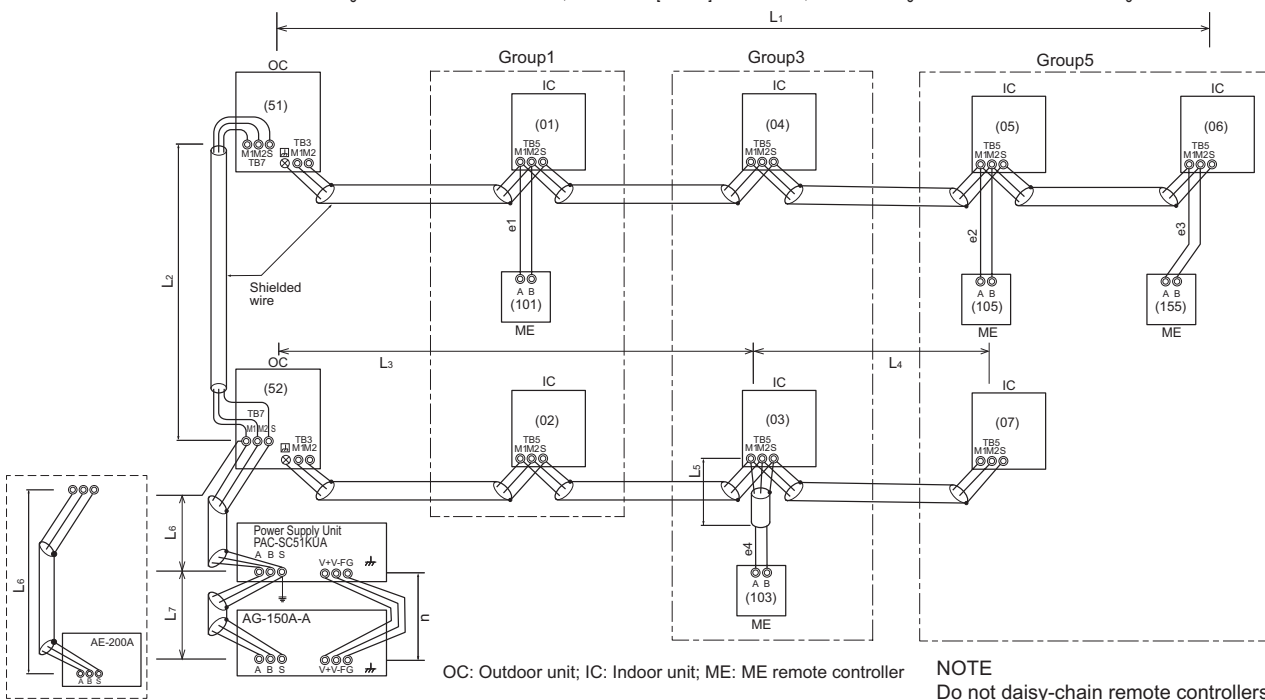 L1
Group1
Group3
Group5
OC
IC
IC
IC
IC
(51)
(01)
(04)
(05)
(06)
TB3
M1M2S
M1M2
TB7
TB5
M1M2S
TB5
M1M2S
TB5
M1M2S
TB5
M1M2S
L2
Shielded
wire
e1
e2
e3
A B
(101)
ME
A B
(105)
ME
A B
(155)
ME
L3
L4
OC
IC
IC
IC
(52)
(02)
(03)
(07)
TB7
M1M2 S
TB3
M1M2
TB5
M1M2S
TB5
M1M2S
TB5
M1M2S
L5
e4
A B
(103)
ME
L6
L6
Power Supply Unit
PAC-SC51KUA
A B S
V+V-FG
L7
n
AG-150A-A
A B S
V+V-FG
AE-200A
A B S
OC: Outdoor unit; IC: Indoor unit; ME: ME remote controller
NOTE
Do not daisy-chain remote controllers